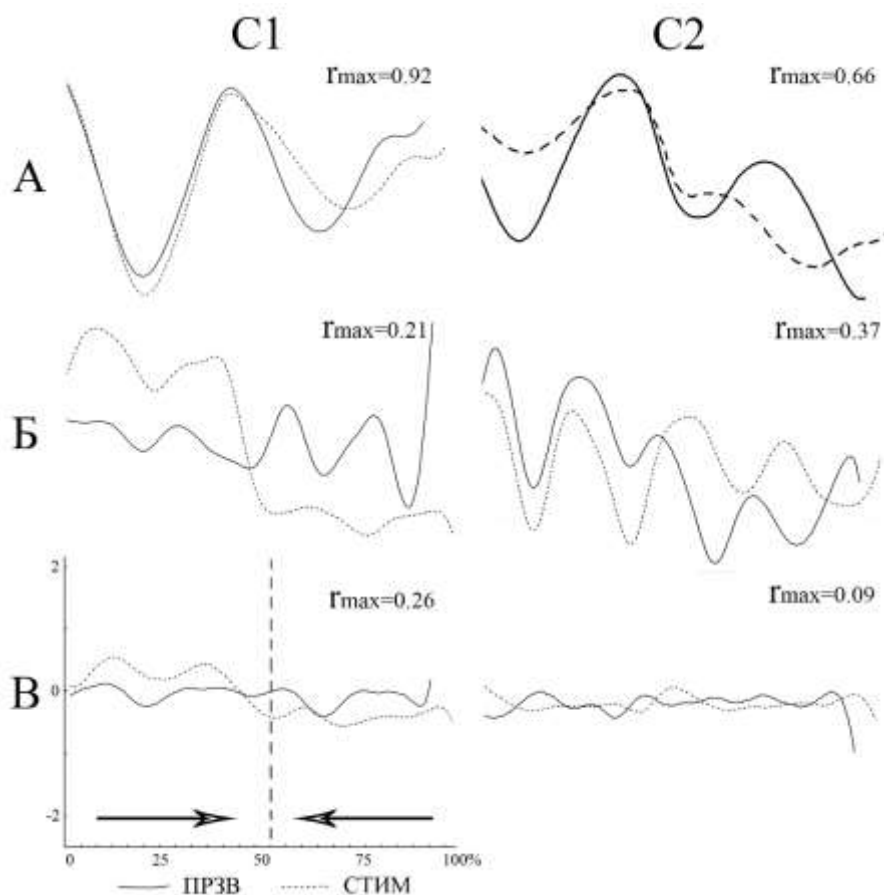 C1 C2
rmax=0.92 rmax=0.66
А
rmax=0.21 rmax=0.37
Б
2
rmax=0.26 rmax=0.09
0
В
-2
0 25 50 75 100%
ПРЗВ СТИМ